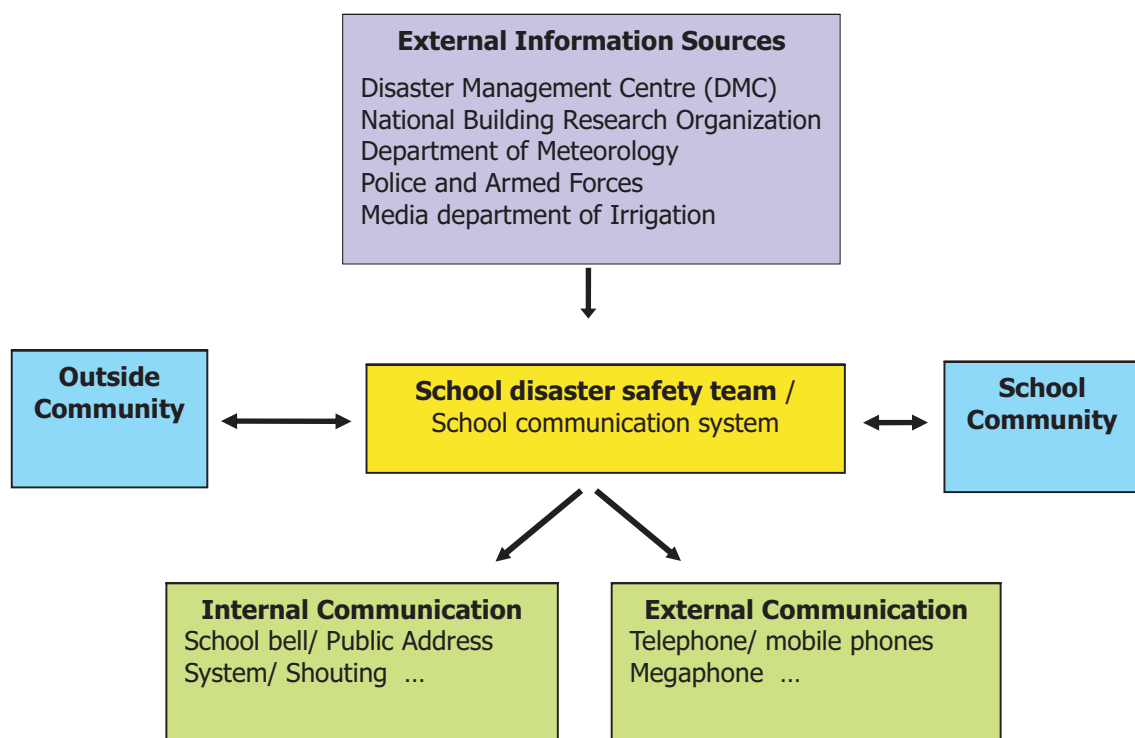 External Information Sources
Disaster Management Centre (DMC)
National Building Research Organization
Department of Meteorology
Police and Armed Forces
Media department of Irrigation
Outside
Community
School disaster safety team /
School communication system
School
Community
Internal Communication
School bell/ Public Address
System/ Shouting ...
External Communication
Telephone/ mobile phones
Megaphone ...